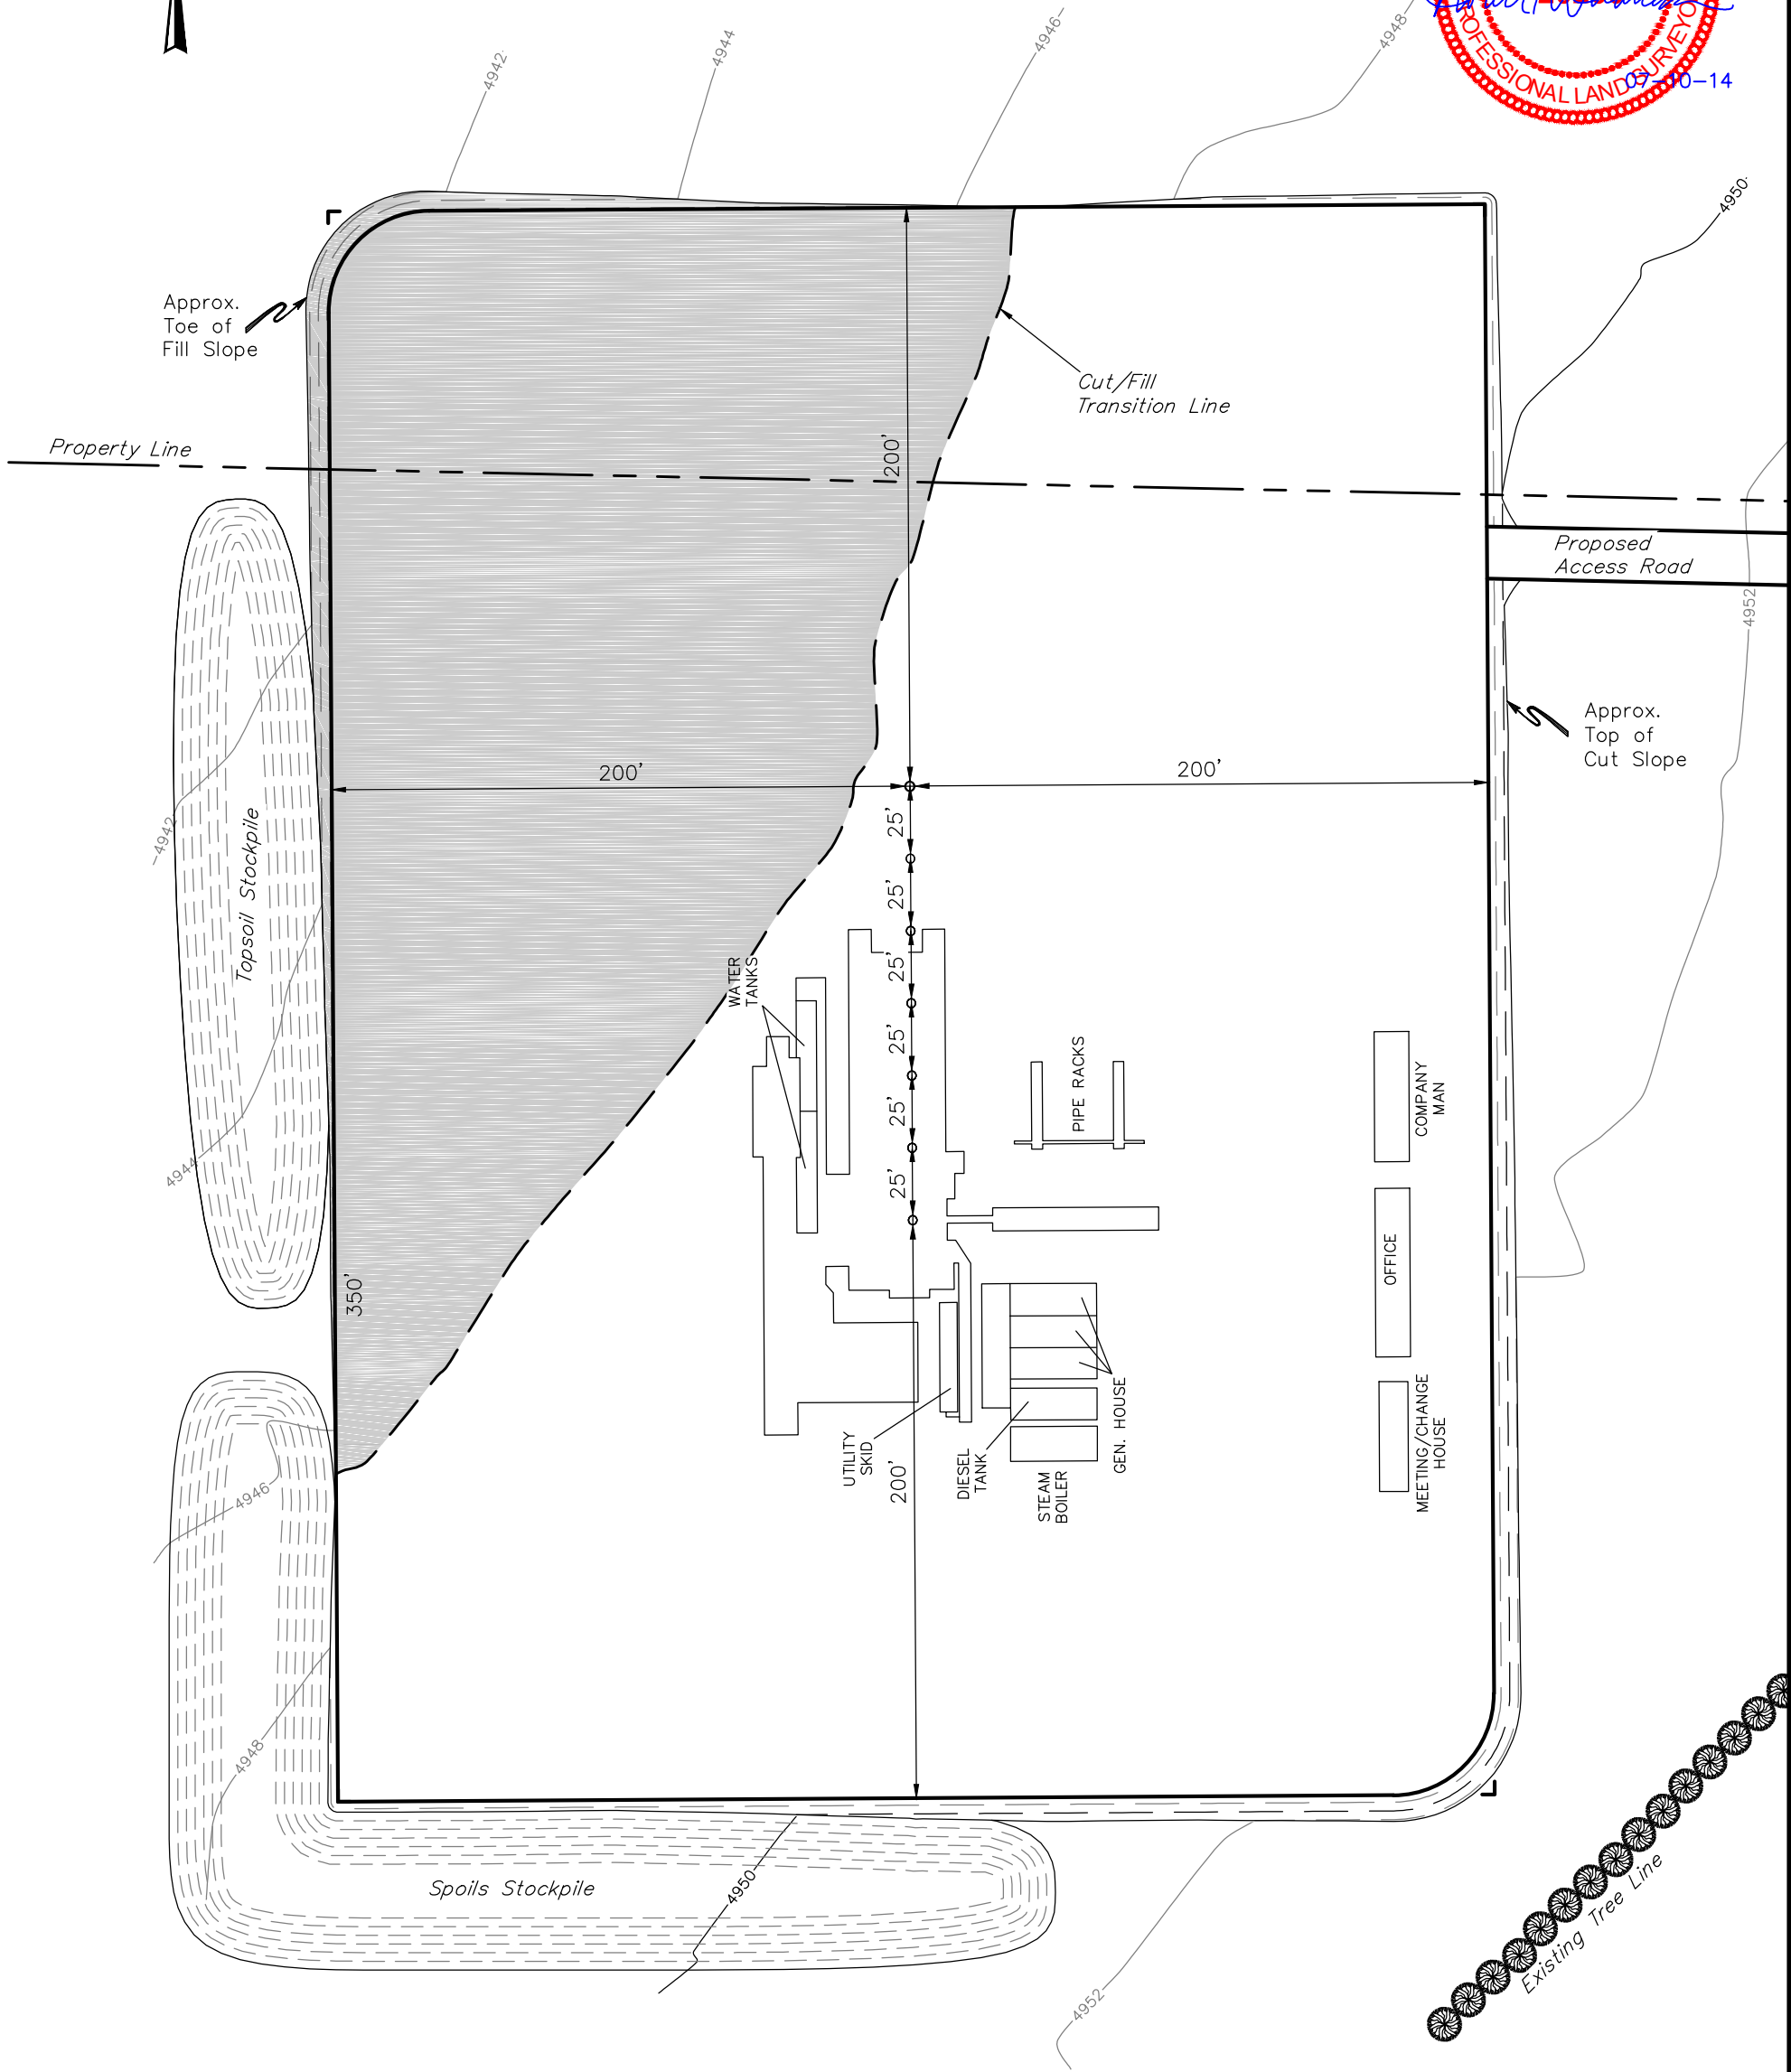 4942
4944
4946
4948
PROFESSIONAL LAND SURVEYO
07-10-14
4950
Approx.
Toe of
Fill Slope
Cut/Fill
Transition Line
Property Line
200'
Proposed
Access Road
4952
Approx.
Top of
Cut Slope
200'
200'
25'
25'
25'
25'
25'
25'
4942
Topsoil Stockpile
WATER
TANKS
PIPE RACKS
COMPANY
MAN
4944
350'
OFFICE
UTILITY
SKID
200'
DIESEL
TANK
STEAM
BOILER
GEN. HOUSE
MEETING/CHANGE
HOUSE
4946
4948
Spoils Stockpile
4950
4952
Existing Tree Line